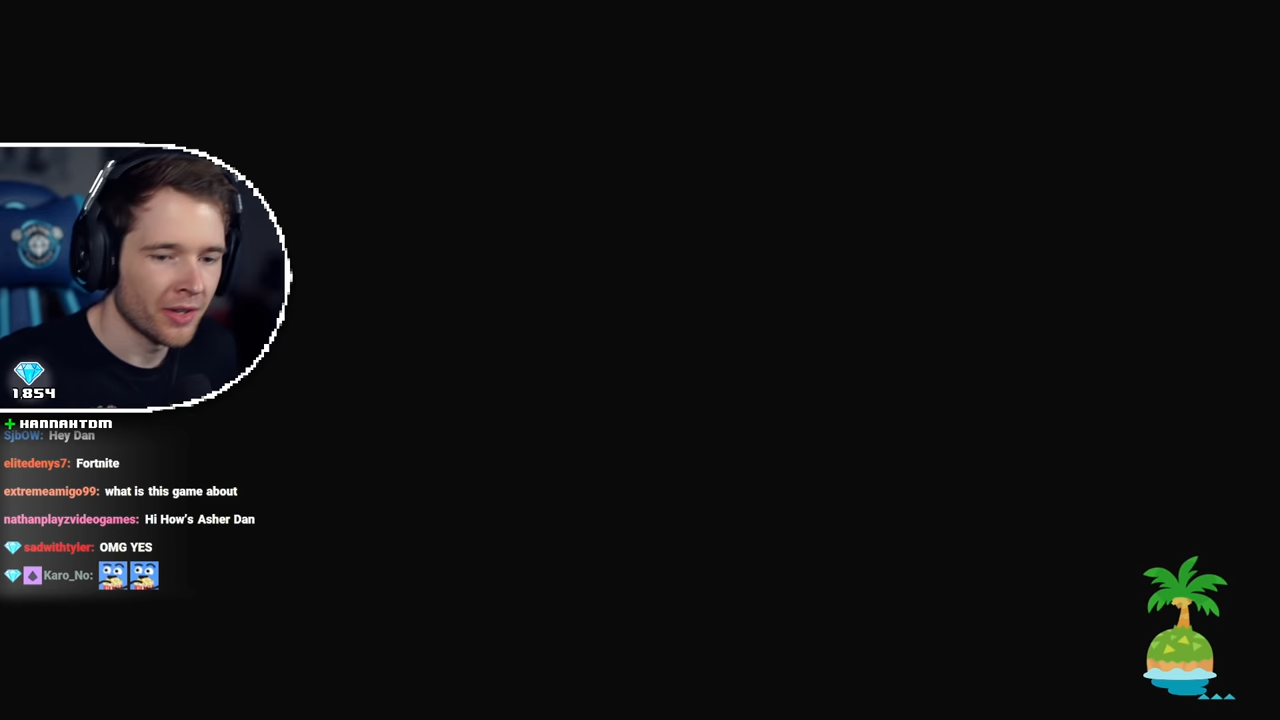 1,854
+ HANNAHTDM
SjbOW: Hey Dan
elitedenys7: Fortnite
extremeamigo99: what is this game about
nathanplayzvideogames: Hi How's Asher Dan
sadwithtyler: OMG YES
Karo_No: